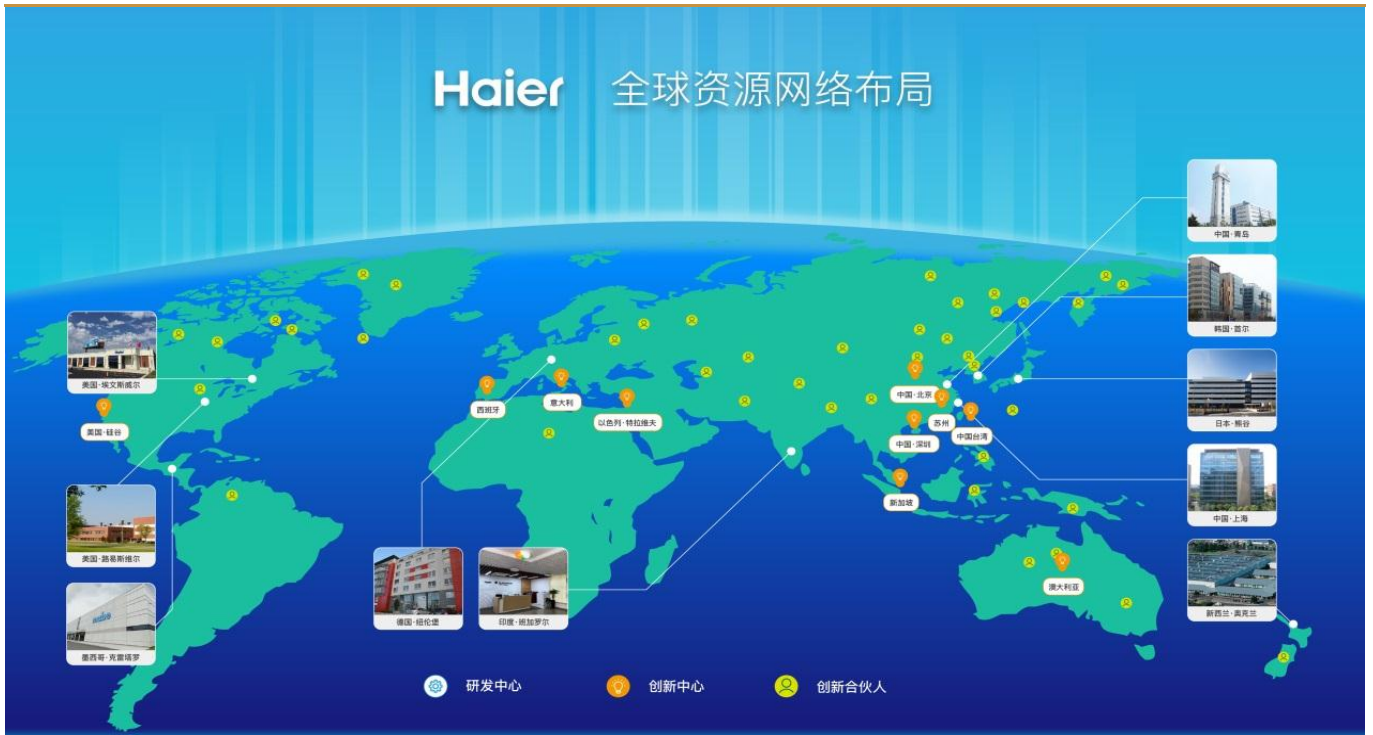 Haier 全球资源网络布局
中国·青岛
韩国·首尔
日本·熊谷
中国·上海
新西兰·奥克兰
美国·埃文斯威尔
美国·硅谷
美国·路易斯维尔
墨西哥·克雷塔罗
西班牙
意大利
以色列·特拉维夫
中国·北京
苏州
中国·深圳
中国台湾
新加坡
澳大利亚
德国·纽伦堡
印度·班加罗尔
研发中心
创新中心
创新合伙人